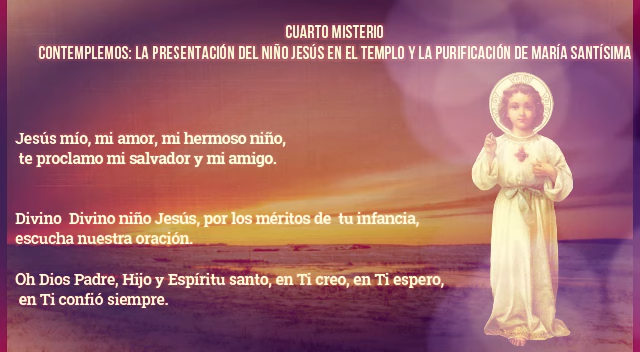 CUARTO MISTERIO
CONTEMPLEMOS: LA PRESENTACIÓN DEL NIÑO JESÚS EN EL TEMPLO Y LA PURIFICACIÓN DE MARÍA SANTÍSIMA
Jesús mío, mi amor, mi hermoso niño,
te proclamo mi salvador y mi amigo.
Divino Divino niño Jesús, por los méritos de tu infancia,
escucha nuestra oración.
Oh Dios Padre, Hijo y Espíritu santo, en Ti creo, en Ti espero,
en Ti confió siempre.